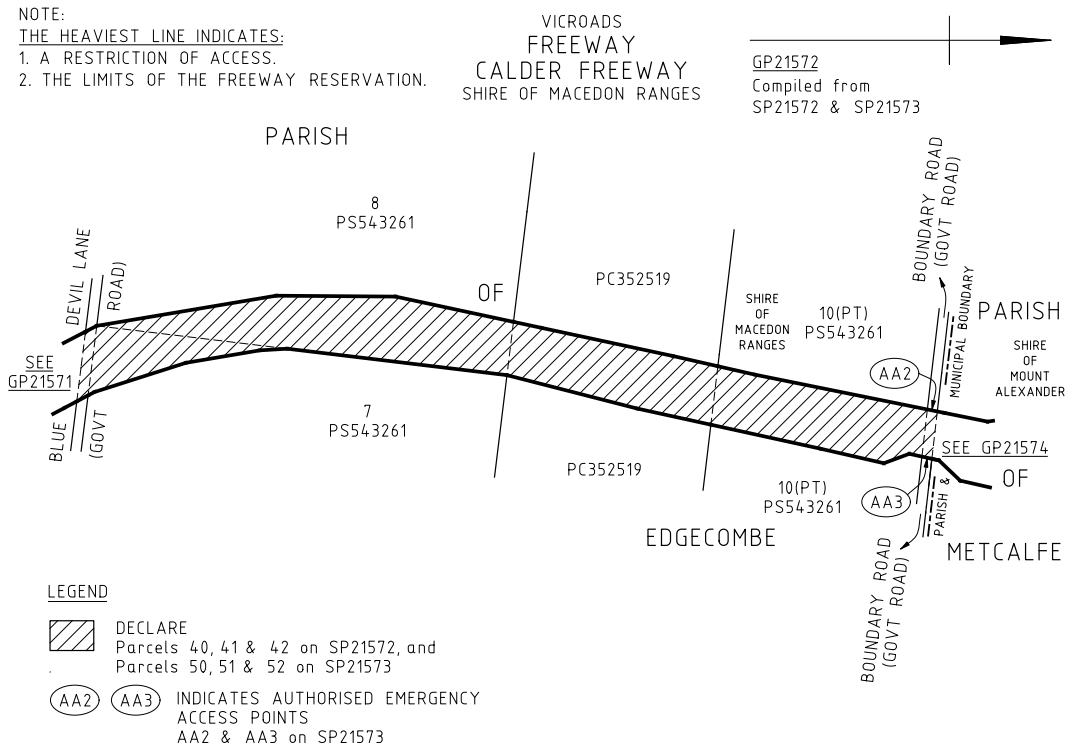 NOTE:
THE HEAVIEST LINE INDICATES:
1. A RESTRICTION OF ACCESS.
2. THE LIMITS OF THE FREEWAY RESERVATION.
VICROADS
FREEWAY
CALDER FREEWAY
SHIRE OF MACEDON RANGES
GP21572
Compiled from
SP21572 & SP21573
PARISH
8
PS543261
OF
PC352519
SHIRE
OF
MACEDON
RANGES
10(PT)
PS543261
BOUNDARY ROAD
(GOVT ROAD)
MUNICIPAL BOUNDARY
PARISH
SHIRE
OF
MOUNT
ALEXANDER
DEVIL LANE
ROAD)
SEE
GP21571
BLUE
(GOVT
7
PS543261
PC352519
10(PT)
PS543261
AA2
AA3
SEE GP21574
PARISH &
OF
EDGECOMBE
METCALFE
BOUNDARY ROAD
(GOVT ROAD)
LEGEND
DECLARE
Parcels 40, 41 & 42 on SP21572, and
Parcels 50, 51 & 52 on SP21573
AA2 AA3 INDICATES AUTHORISED EMERGENCY
ACCESS POINTS
AA2 & AA3 on SP21573